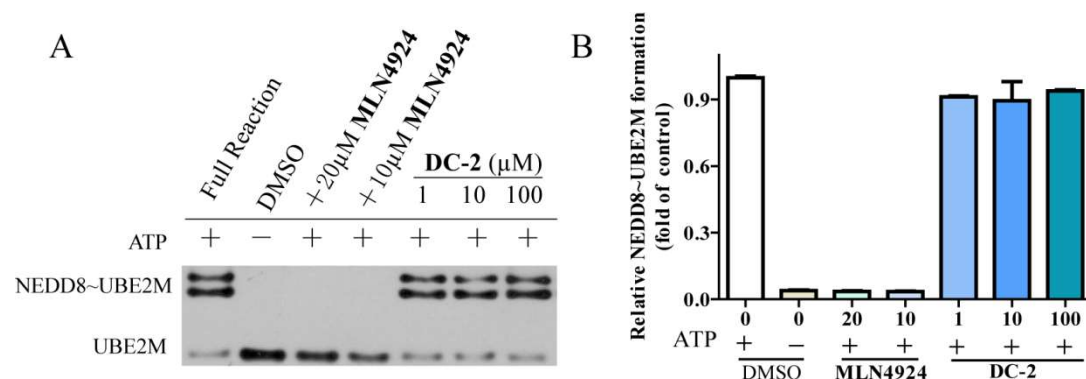 A
Full Reaction
DMSO
+20μM MLN4924
+10μM MLN4924
DC-2 (μM)
1 10 100
ATP + − + + + + +
NEDD8~UBE2M
UBE2M
B
Relative NEDD8~UBE2M formation
(fold of control)
0.9
0.6
0.3
0.0
0 0 20 10 1 10 100
ATP + − + + + + +
DMSO MLN4924 DC-2